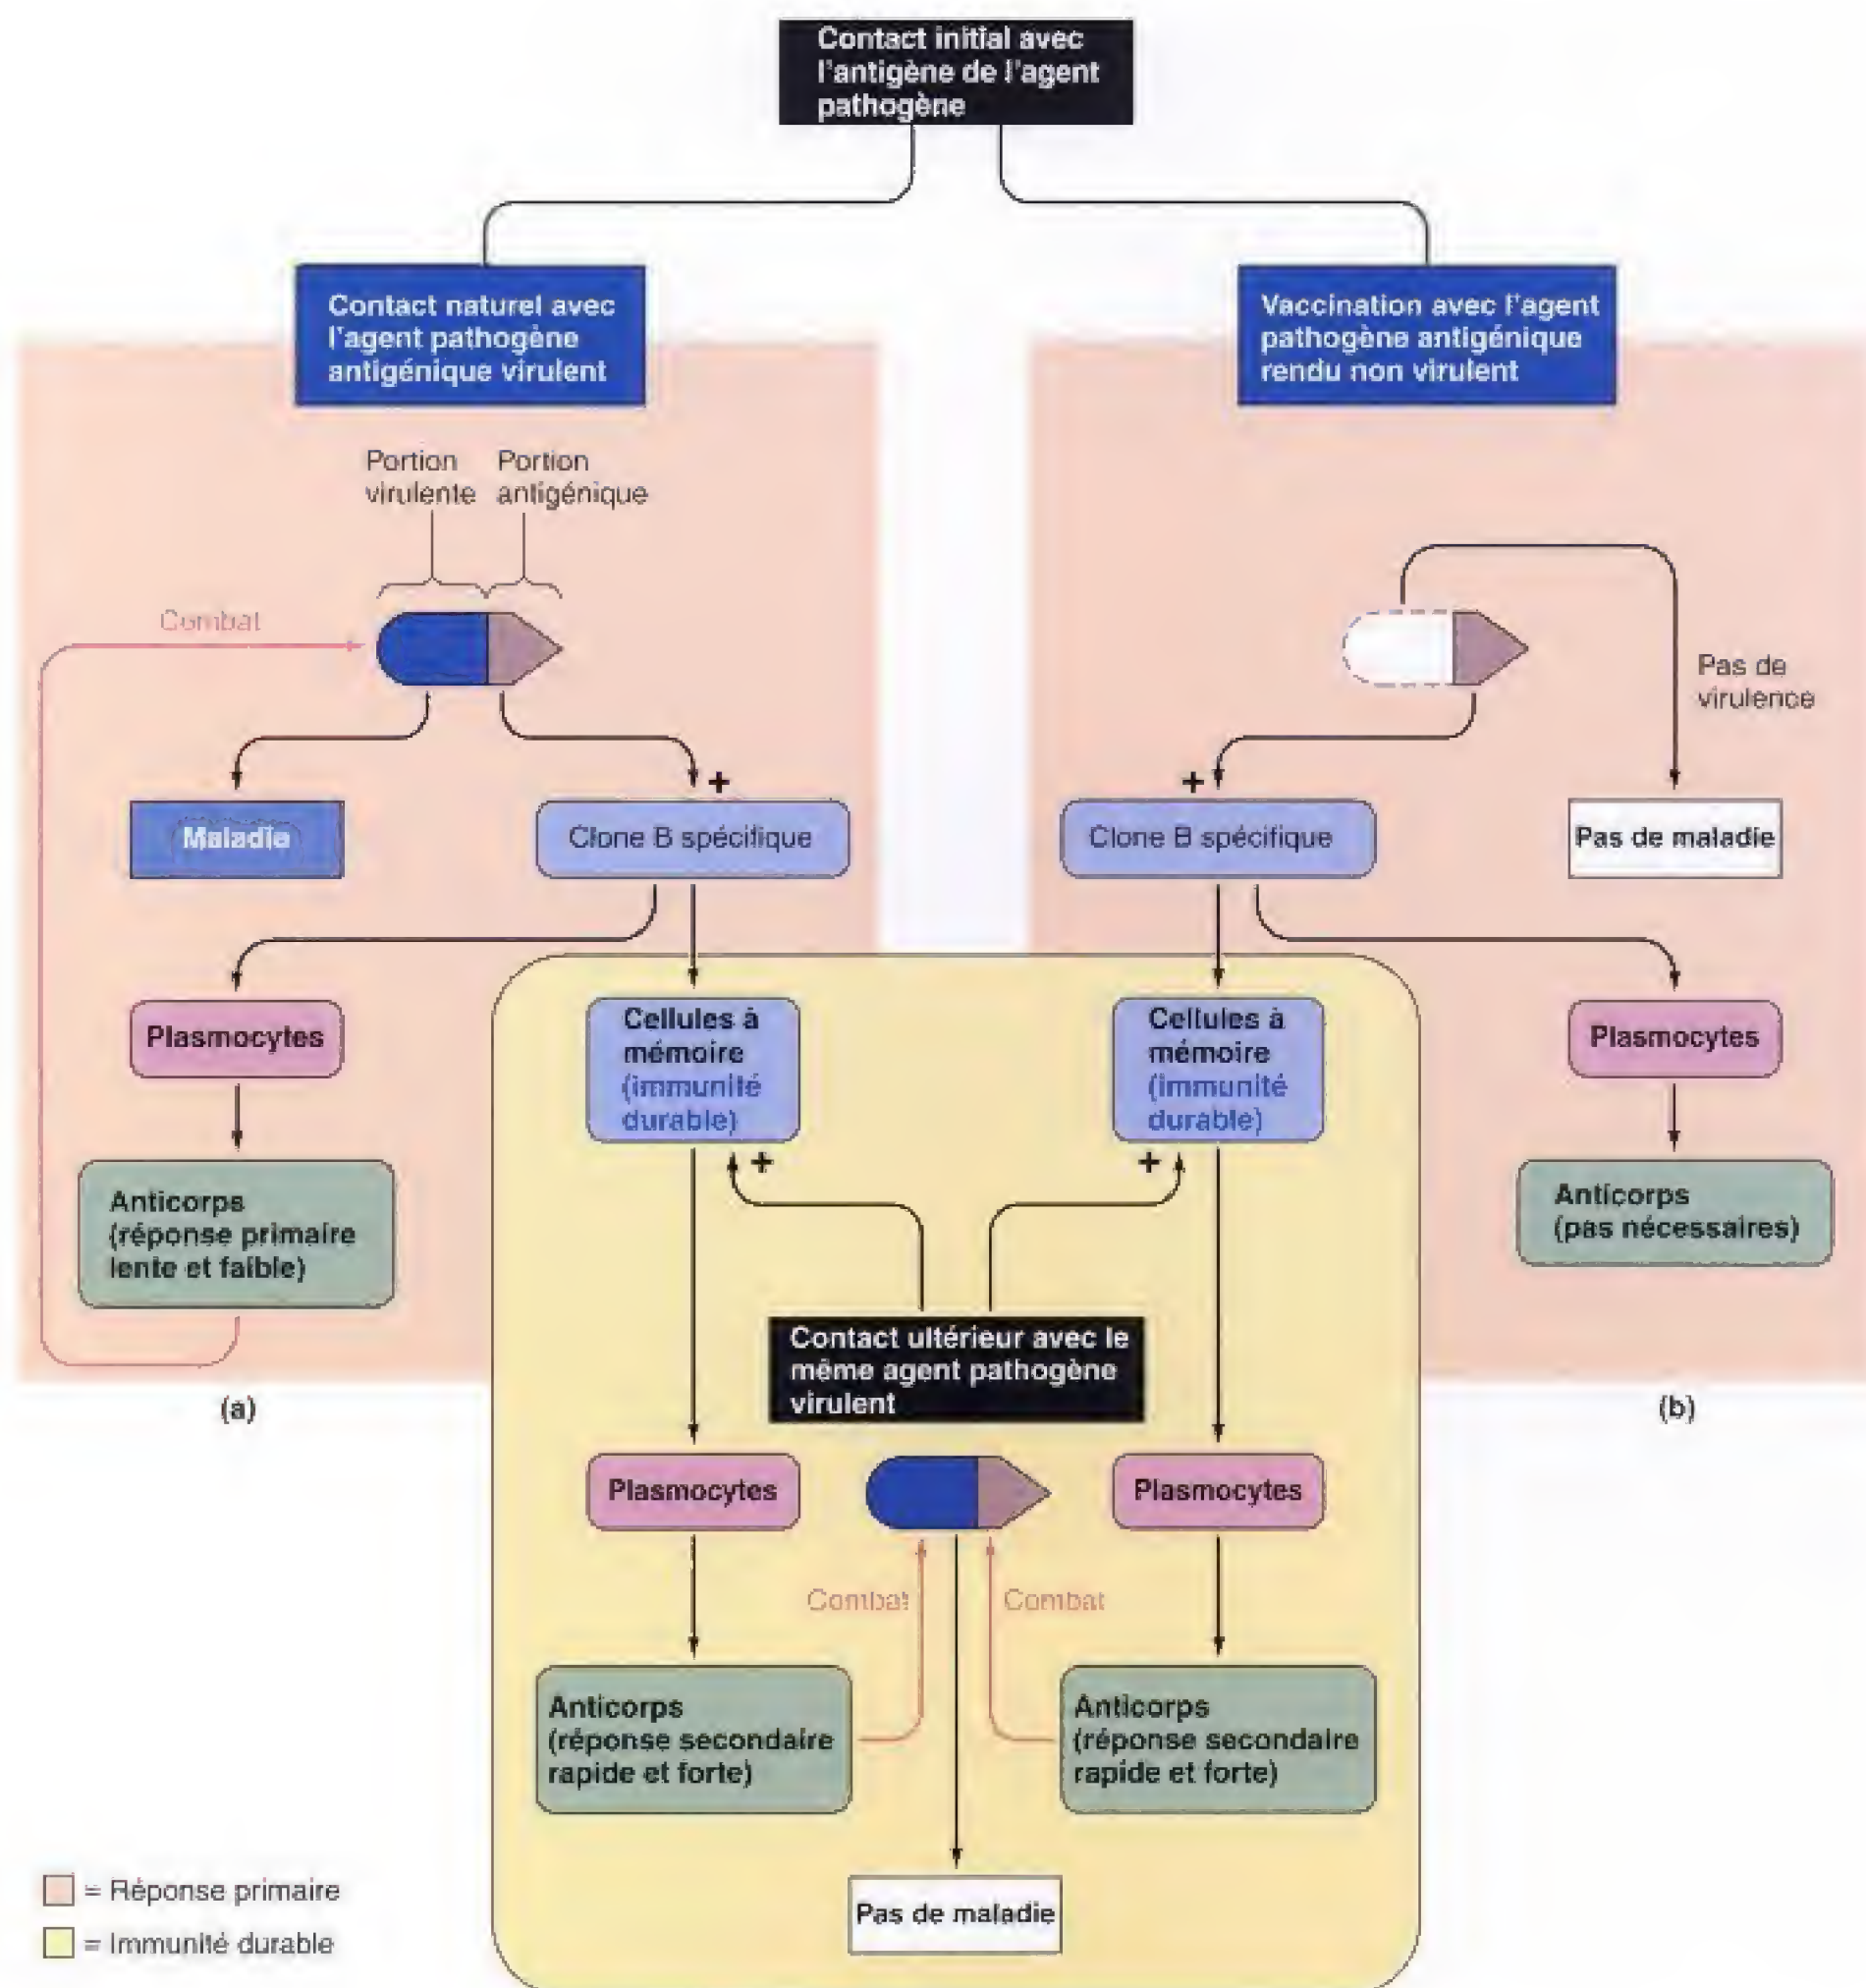 Contact initial avec
l'antigène de l'agent
pathogène
Contact naturel avec
l'agent pathogène
antigénique virulent
Vaccination avec l'agent
pathogène antigénique
rendu non virulent
Portion
virulente
Portion
antigénique
Combat
Pas de
virulence
Maladie
+
Clone B spécifique
+
Clone B spécifique
Pas de maladie
Plasmocytes
Cellules à
mémoire
(immunité
durable)
Cellules à
mémoire
(immunité
durable)
Plasmocytes
+
+
Anticorps
(réponse primaire
lente et faible)
Anticorps
(pas nécessaires)
Contact ultérieur avec le
même agent pathogène
virulent
(a)
(b)
Plasmocytes
Plasmocytes
Combat
Combat
Anticorps
(réponse secondaire
rapide et forte)
Anticorps
(réponse secondaire
rapide et forte)
Pas de maladie
= Réponse primaire
= Immunité durable